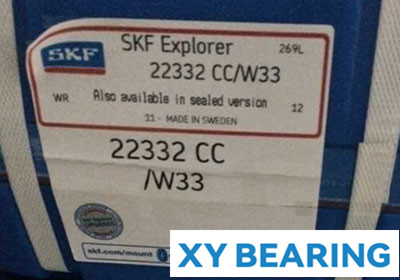 SKF
SKF Explorer
269L
22332 CC/W33
WR
Also available in sealed version
12
11 - MADE IN SWEDEN
22332 CC
/W33
skf.com/mount
XY BEARING